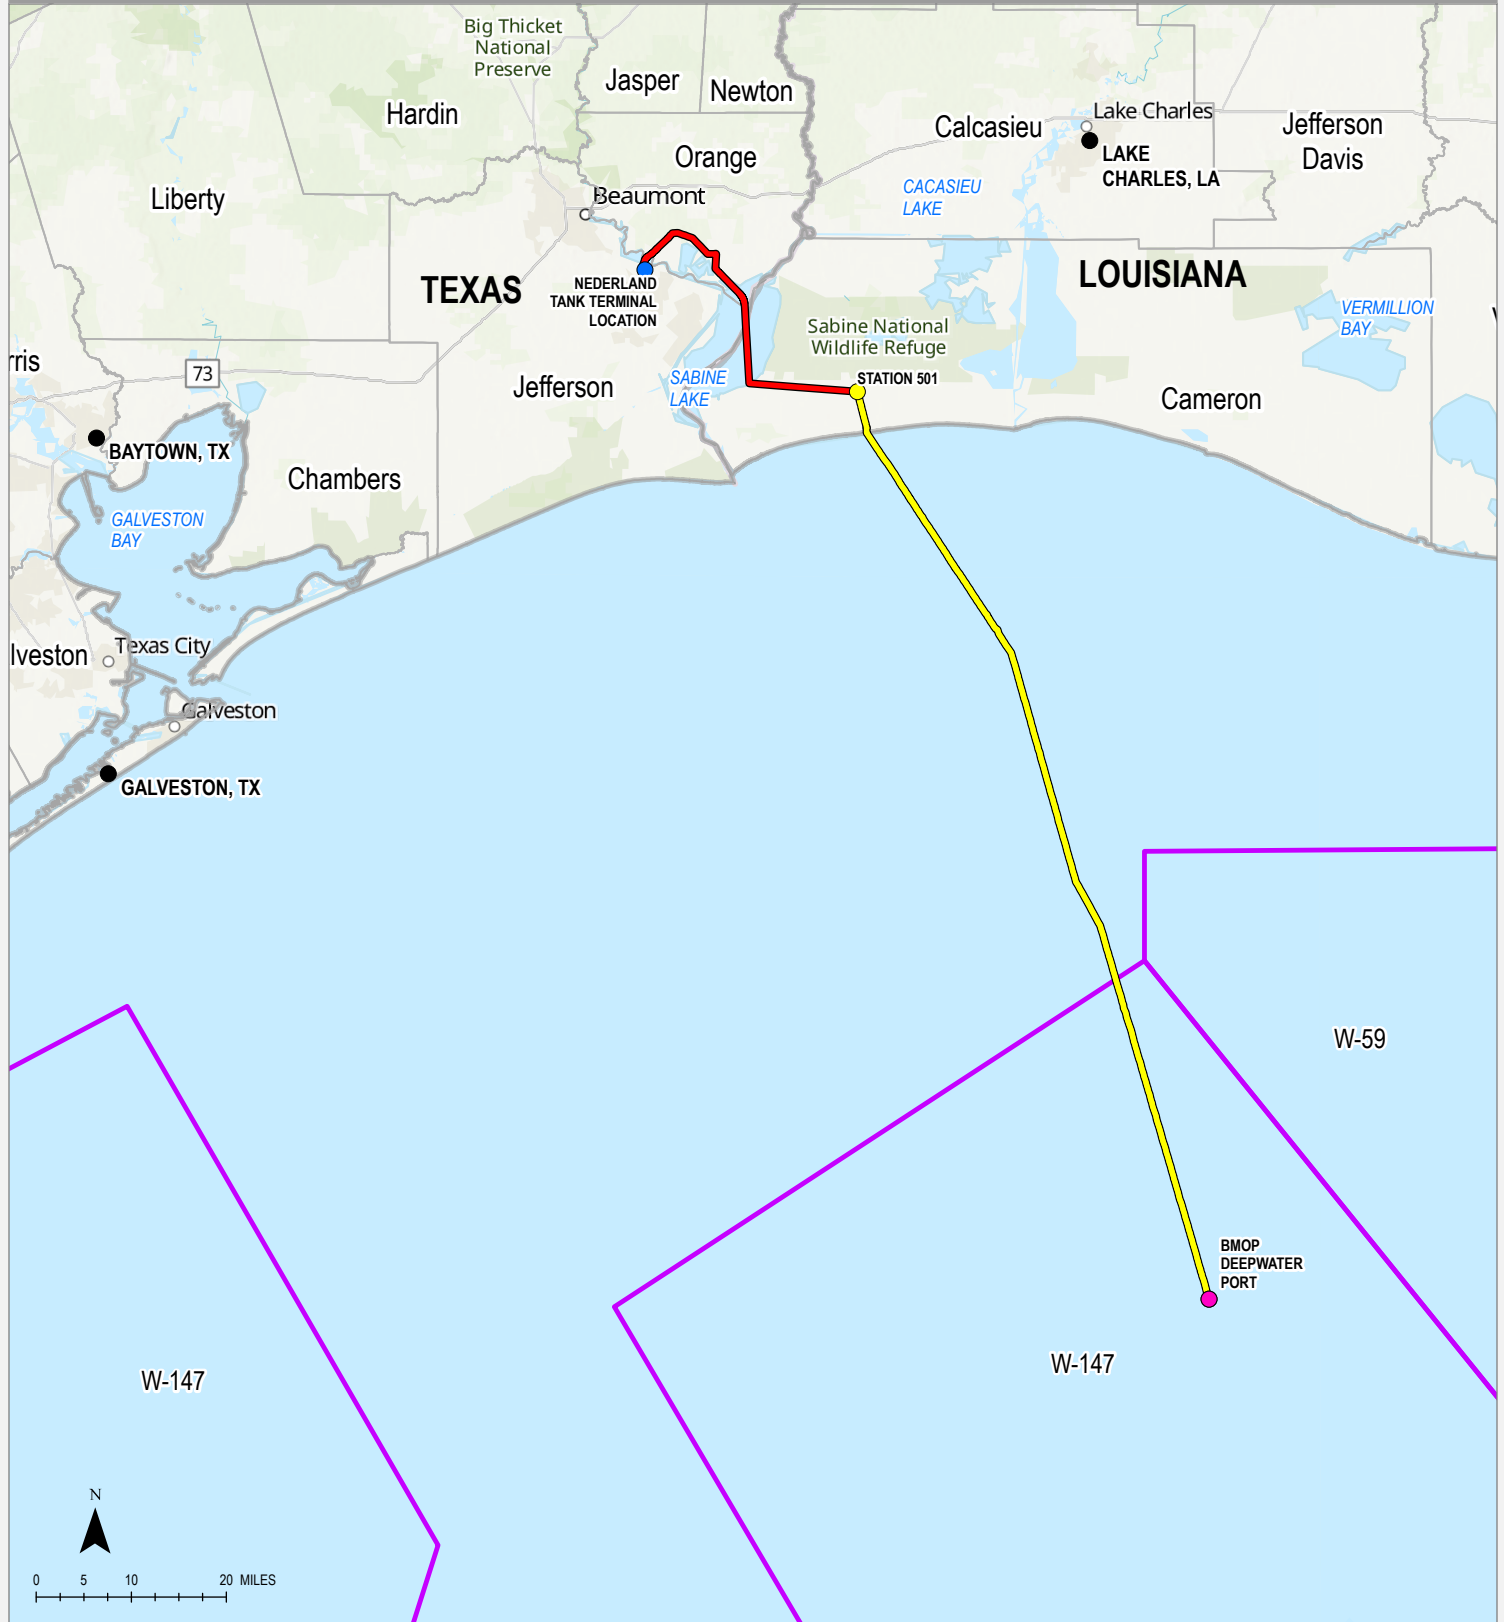 Big Thicket
National
Preserve
Jasper
Newton
Hardin
Calcasieu
Lake Charles
Jefferson
Davis
LAKE
CHARLES, LA
Orange
Liberty
Beaumont
CACASIEU
LAKE
TEXAS
LOUISIANA
NEDERLAND
TANK TERMINAL
LOCATION
VERMILLION
BAY
Sabine National
Wildlife Refuge
rris
73
Jefferson
SABINE
LAKE
STATION 501
Cameron
BAYTOWN, TX
Chambers
GALVESTON
BAY
Texas City
lveston
Galveston
GALVESTON, TX
W-59
BMOP
DEEPWATER
PORT
W-147
W-147
N
0 5 10 20 MILES